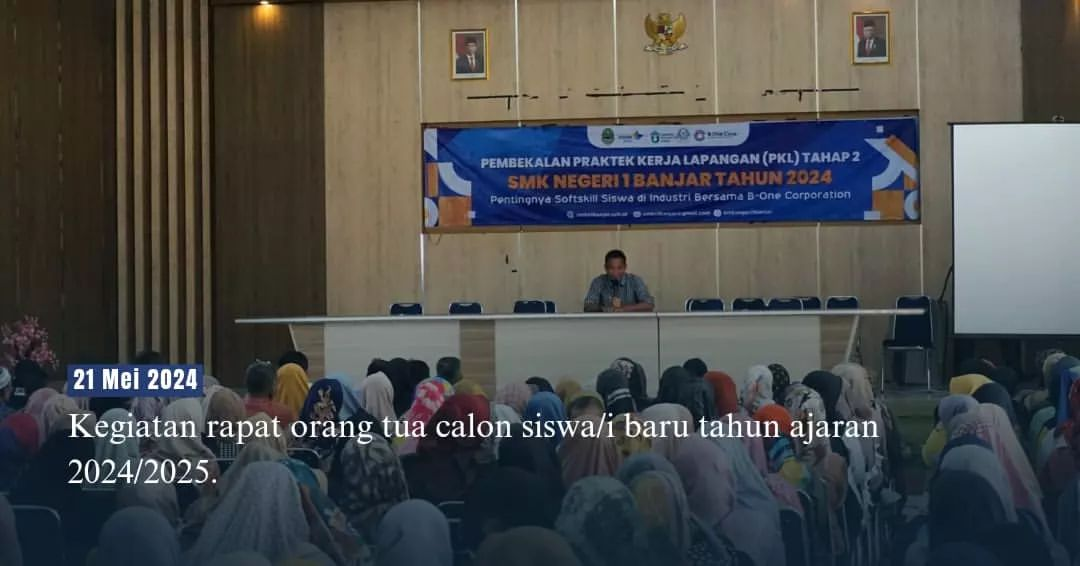 PEMBEKALAN PRAKTEK KERJA LAPANGAN (PKL) TAHAP 2
SMK NEGERI 1 BANJAR TAHUN 2024
Pentingnya Softskill Siswa di Industri Bersama B-One Corporation
21 Mei 2024
Kegiatan rapat orang tua calon siswa/i baru tahun ajaran
2024/2025.